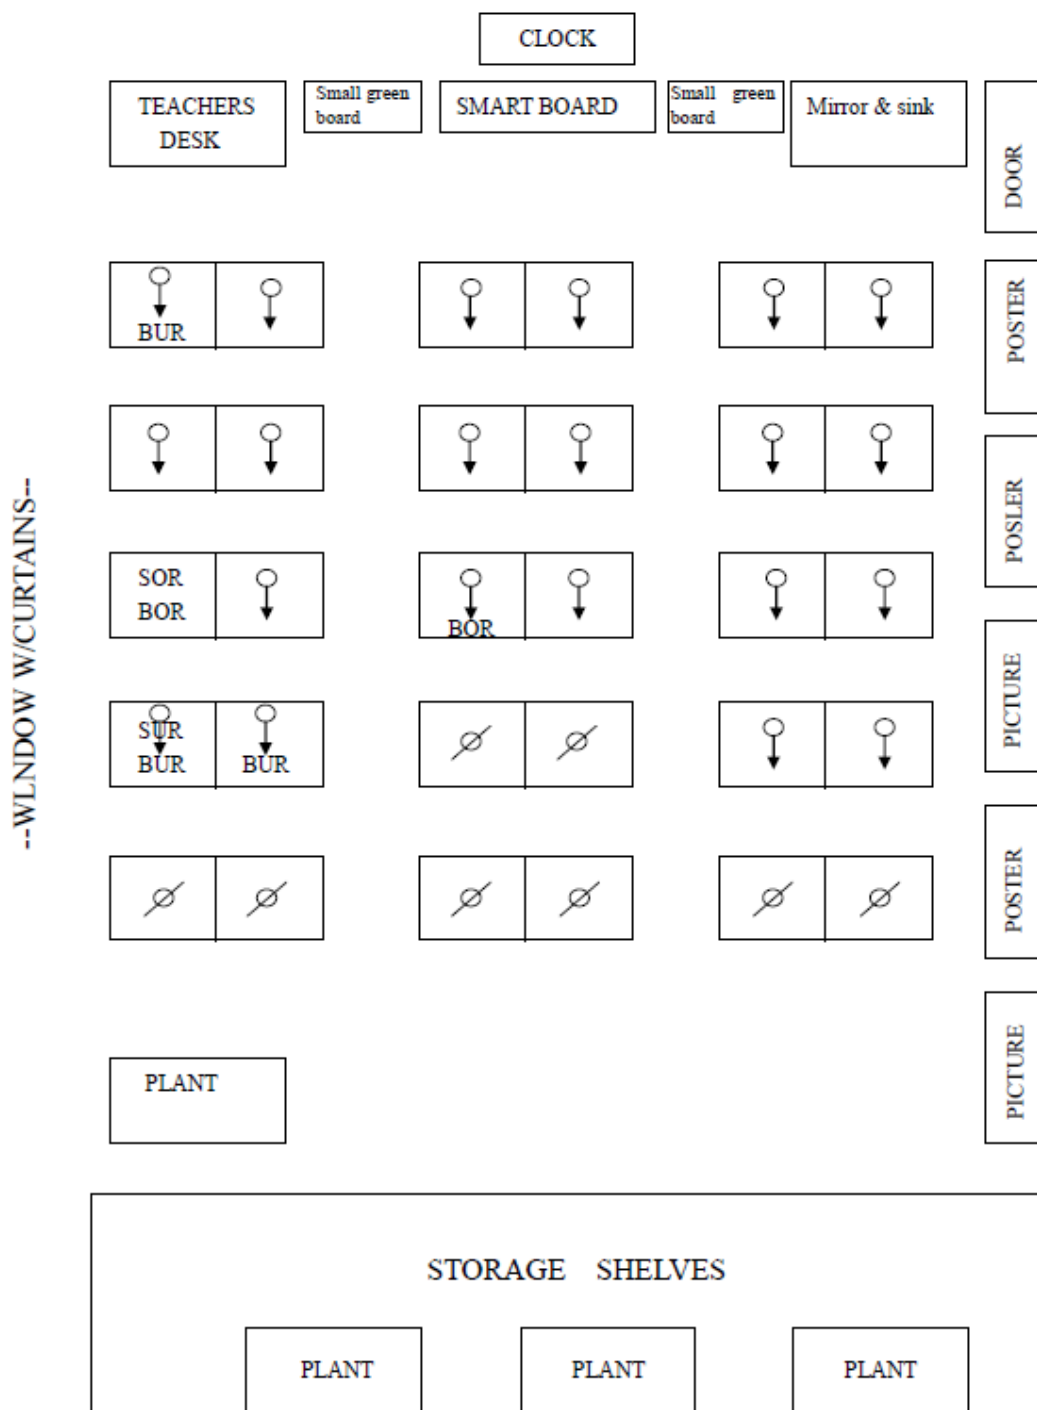 CLOCK
TEACHERS
DESK
Small green
board
SMART BOARD
Small green
board
Mirror & sink
DOOR
POSTER
BUR
POSLER
--WLNDOW W/CURTAINS--
SOR
BOR
BOR
PICTURE
SUR
BUR
BUR
POSTER
PICTURE
PLANT
STORAGE SHELVES
PLANT
PLANT
PLANT